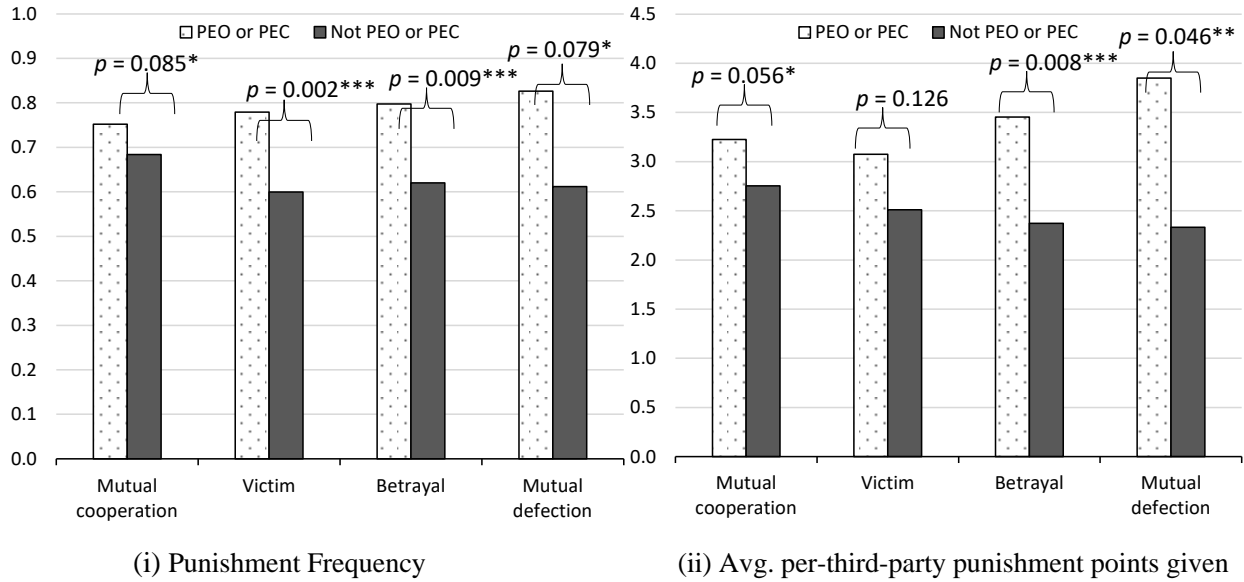 PEO or PEC Not PEO or PEC
1.0
0.9
0.8
0.7
0.6
0.5
0.4
0.3
0.2
0.1
0.0
p = 0.085*
p = 0.002***
p = 0.009***
p = 0.079*
Mutual
cooperation
Victim
Betrayal
Mutual
defection
(i) Punishment Frequency
PEO or PEC Not PEO or PEC
4.5
4.0
3.5
3.0
2.5
2.0
1.5
1.0
0.5
0.0
p = 0.056*
p = 0.126
p = 0.008***
p = 0.046**
Mutual
cooperation
Victim
Betrayal
Mutual
defection
(ii) Avg. per-third-party punishment points given